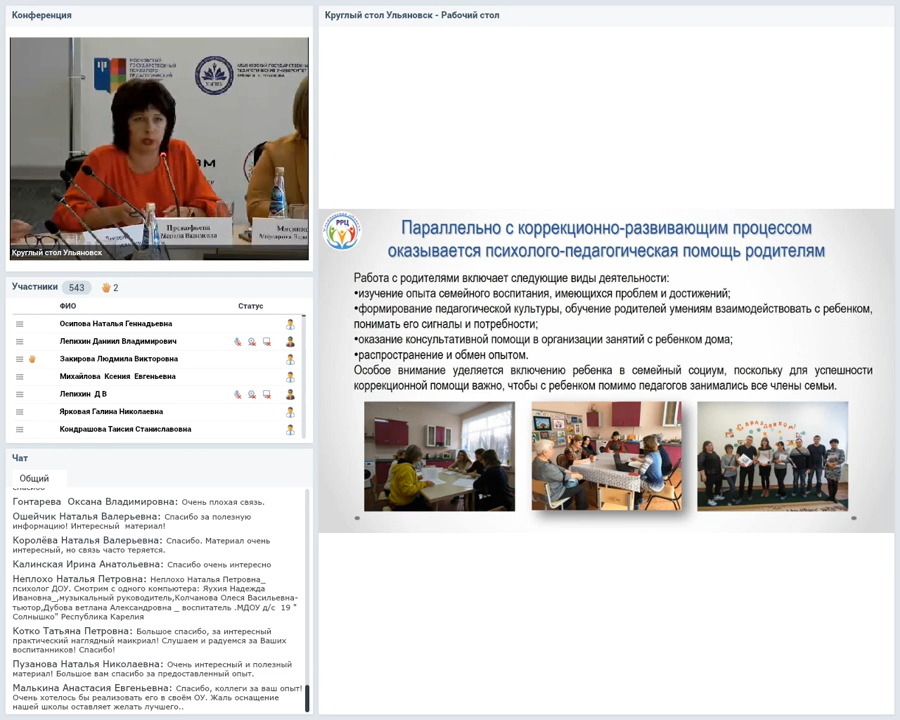 Конференция
МОСКОВСКИЙ
ГОСУДАРСТВЕННЫЙ
ПСИХОЛОГО-
ПЕДАГОГИЧЕСКИЙ
Круглый стол Ульяновск
Участники 543 2
ФИО Статус
Осипова Наталья Геннадьевна
Лепихин Даниил Владимирович
Закирова Людмила Викторовна
Михайлова Ксения Евгеньевна
Лепихин Д В
Ярковая Галина Николаевна
Кондрашова Таисия Станиславовна
Чат
Общий
спасибо
Гонтарева Оксана Владимировна: Очень плохая связь.
Ошейчик Наталья Валерьевна: Спасибо за полезную
информацию! Интересный материал!
Королёва Наталья Валерьевна: Спасибо. Материал очень
интересный, но связь часто теряется.
Калинская Ирина Анатольевна: Спасибо очень интересно
Неплохо Наталья Петровна: Неплохо Наталья Петровна_
психолог ДОУ. Смотрим с одного компьютера: Яухия Надежда
Ивановна_,музыкальный руководитель,Колчанова Олеся Васильевна-
тьютор,Дубова ветлана Александровна _ воспитатель .МДОУ д/с 19 "
Солнышко" Республика Карелия
Котко Татьяна Петровна: Большое спасибо, за интересный
практический наглядный маикриал! Слушаем и радуемся за Ваших
воспитанников! Спасибо!
Пузанова Наталья Николаевна: Очень интересный и полезный
материал! Большое вам спасибо за предоставленный опыт.
Малькина Анастасия Евгеньевна: Спасибо, коллеги за ваш опыт!
Очень хотелось бы реализовать его в своём ОУ. Жаль оснащение
нашей школы оставляет желать лучшего..
Круглый стол Ульяновск - Рабочий стол
РРЦ
Параллельно с коррекционно-развивающим процессом
оказывается психолого-педагогическая помощь родителям
Работа с родителями включает следующие виды деятельности:
•изучение опыта семейного воспитания, имеющихся проблем и достижений;
•формирование педагогической культуры, обучение родителей умениям взаимодействовать с ребенком,
понимать его сигналы и потребности;
•оказание консультативной помощи в организации занятий с ребенком дома;
•распространение и обмен опытом.
Особое внимание уделяется включению ребенка в семейный социум, поскольку для успешности
коррекционной помощи важно, чтобы с ребенком помимо педагогов занимались все члены семьи.
С праздником!